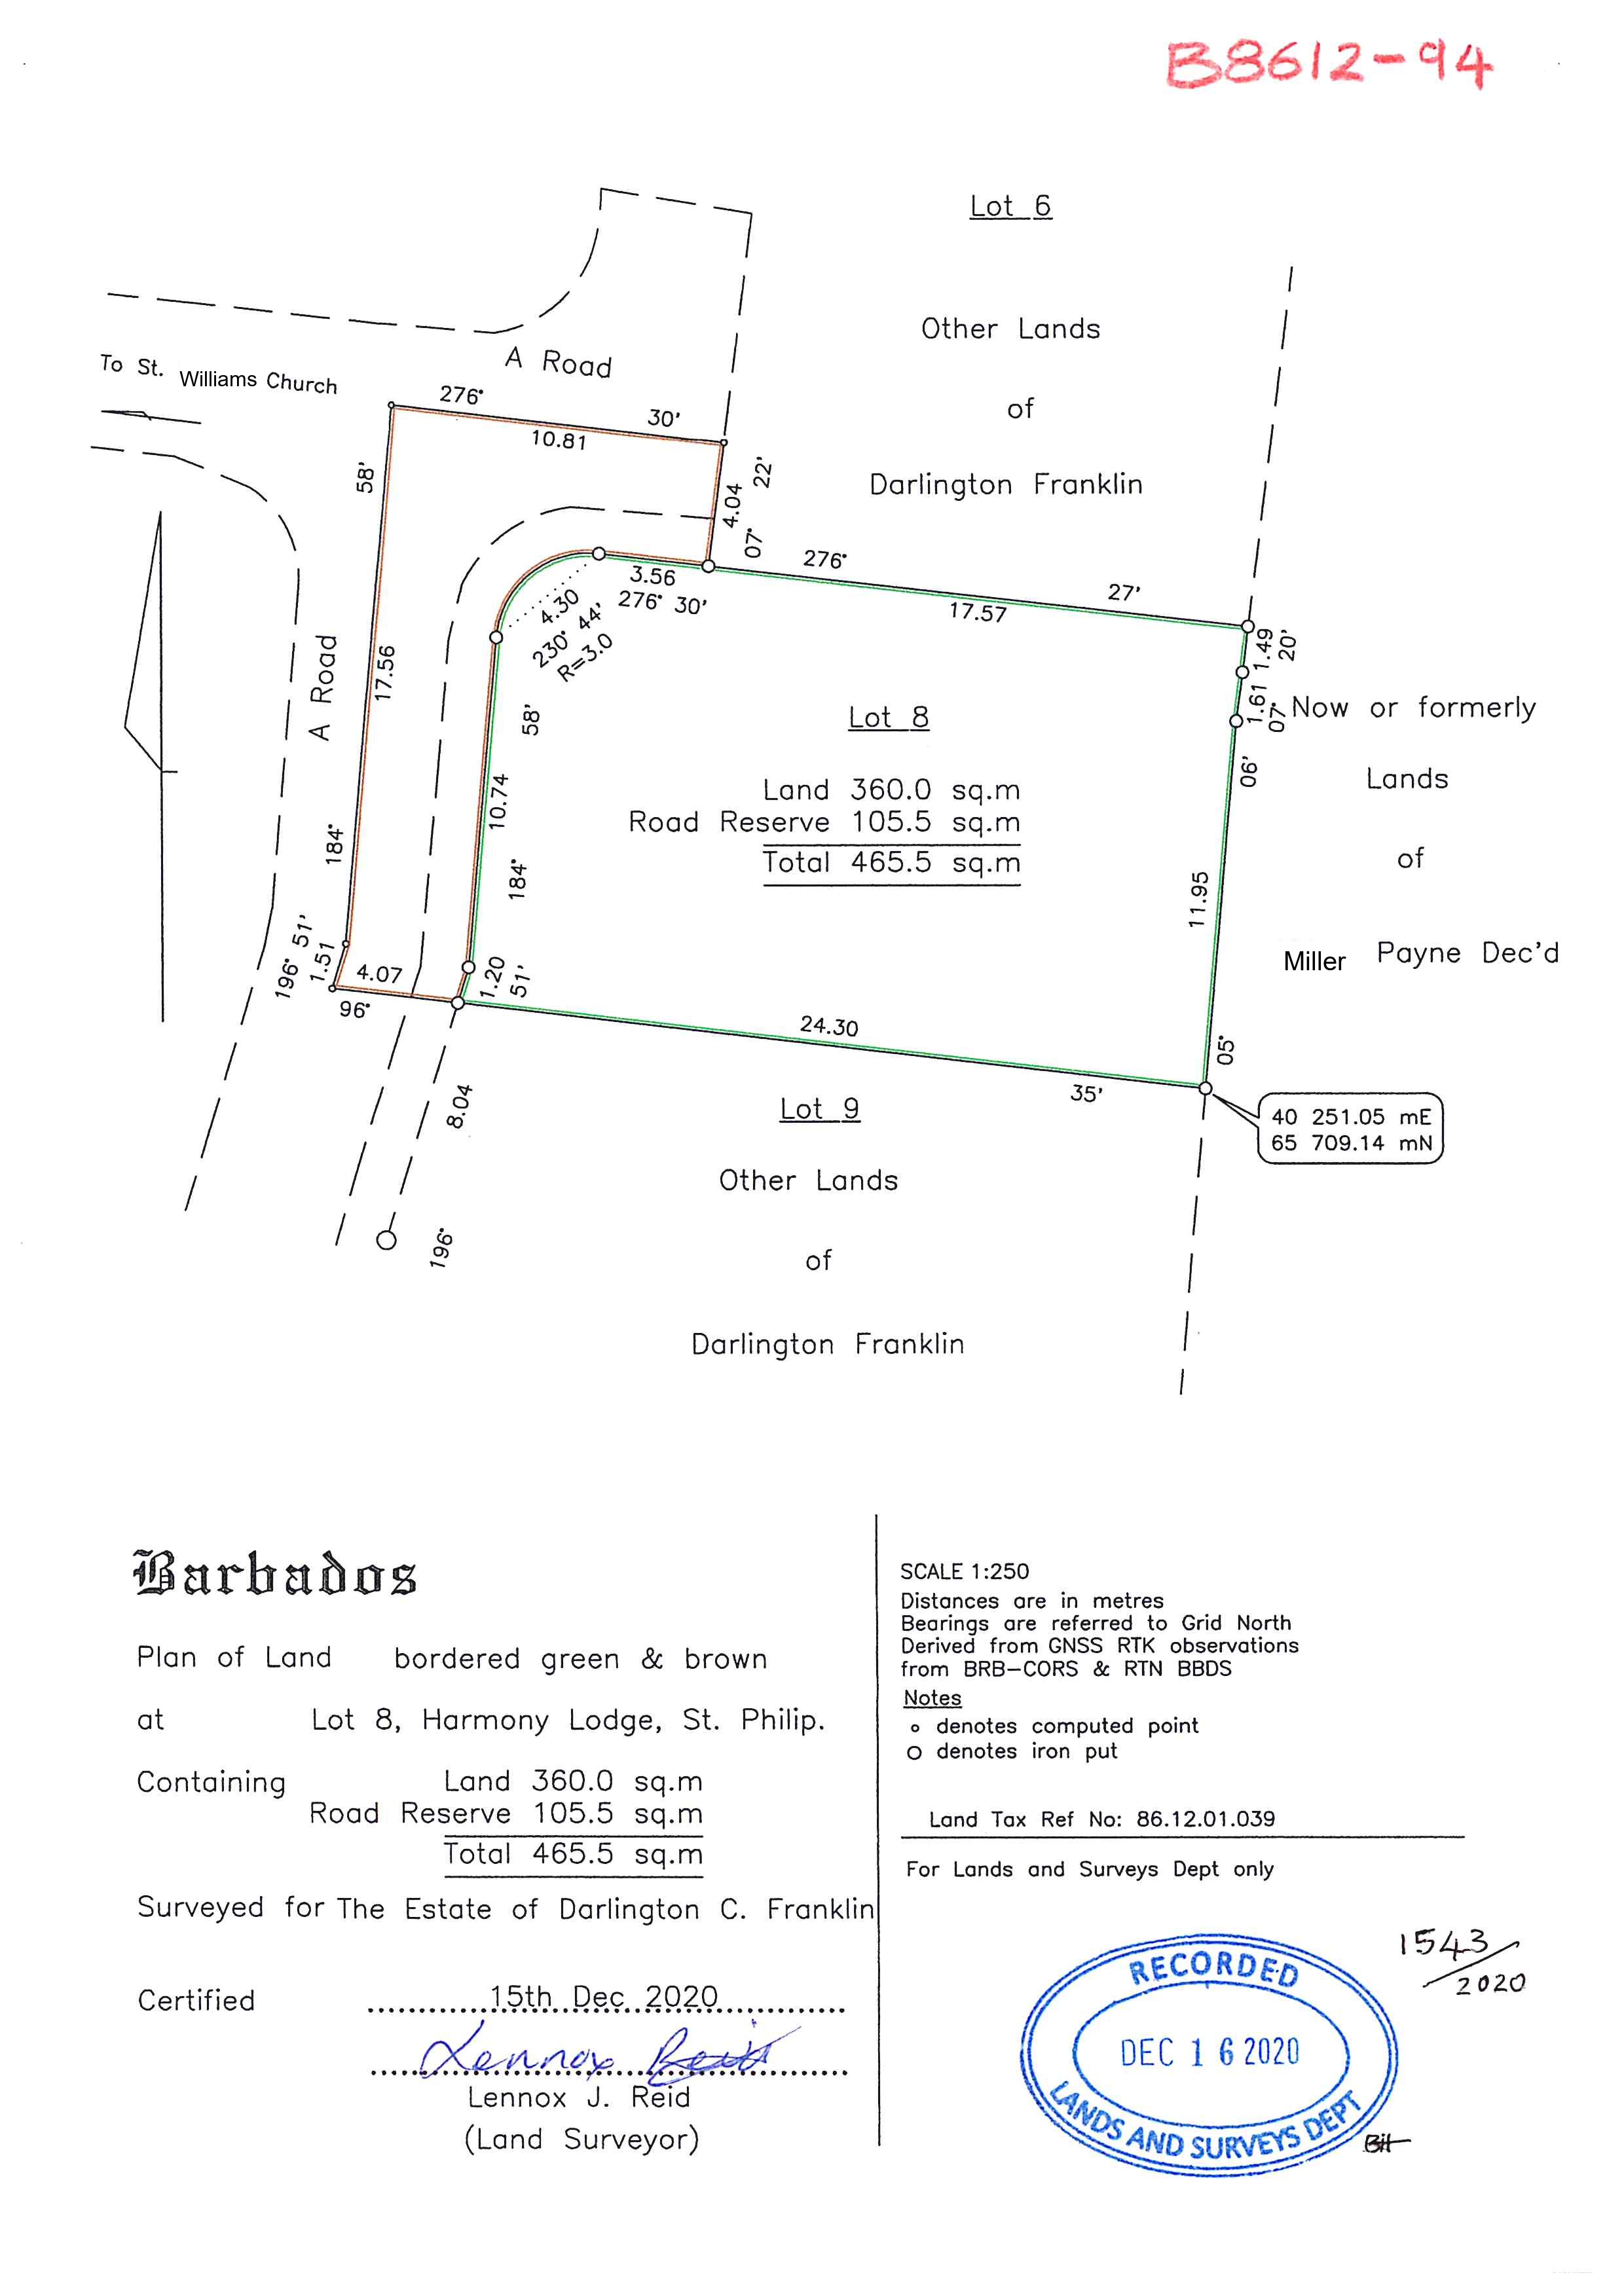 B8612-94
Lot 6
Other Lands
of
Darlington Franklin
A Road
To St. Williams Church
276° 30'
10.81
58'
22'
4.04
07°
276° 27'
17.57
3.56
276° 30'
4.30
230° 44'
R=3.0
1.49
20'
1.61
07°
Now or formerly
Lands
of
Miller Payne Dec'd
A Road
17.56
184°
58'
10.74
184°
Lot 8
Land 360.0 sq.m
Road Reserve 105.5 sq.m
Total 465.5 sq.m
06'
11.95
05°
196° 51'
1.51
4.07
96°
1.20
51'
24.30
35'
8.04
196°
40 251.05 mE
65 709.14 mN
Lot 9
Other Lands
of
Darlington Franklin
Barbados
Plan of Land bordered green & brown
at Lot 8, Harmony Lodge, St. Philip.
Containing Land 360.0 sq.m
Road Reserve 105.5 sq.m
Total 465.5 sq.m
Surveyed for The Estate of Darlington C. Franklin
Certified 15th Dec 2020
Lennox Reid
Lennox J. Reid
(Land Surveyor)
SCALE 1:250
Distances are in metres
Bearings are referred to Grid North
Derived from GNSS RTK observations
from BRB-CORS & RTN BBDS
Notes
denotes computed point
denotes iron put
Land Tax Ref No: 86.12.01.039
For Lands and Surveys Dept only
1543/2020
RECORDED
DEC 16 2020
LANDS AND SURVEYS DEPT